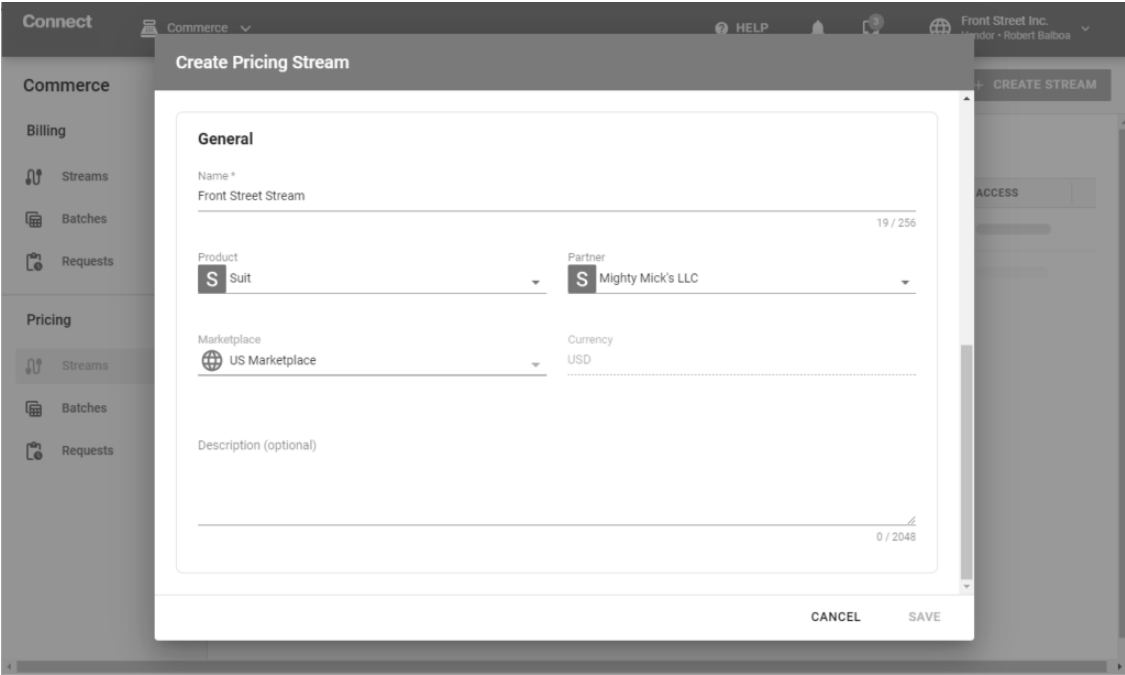 Connect
Commerce
HELP
3
Front Street Inc.
Vendor • Robert Balboa
Create Pricing Stream
Commerce
+ CREATE STREAM
Billing
General
Name *
Streams
Front Street Stream
ACCESS
Batches
19 / 256
Requests
Product
Partner
S Suit
S Mighty Mick's LLC
Pricing
Marketplace
Currency
Streams
US Marketplace
USD
Batches
Requests
Description (optional)
0 / 2048
CANCEL
SAVE